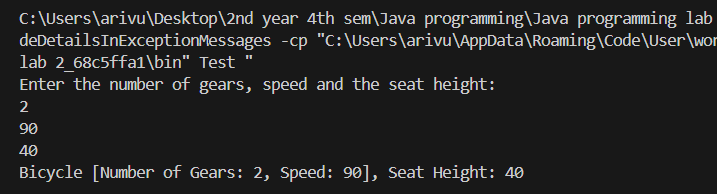 C:\Users\arivu\Desktop\2nd year 4th sem\Java programming\Java programming lab
deDetailsInExceptionMessages -cp "C:\Users\arivu\AppData\Roaming\Code\User\wor
lab 2_68c5ffa1\bin" Test "
Enter the number of gears, speed and the seat height:
2
90
40
Bicycle [Number of Gears: 2, Speed: 90], Seat Height: 40